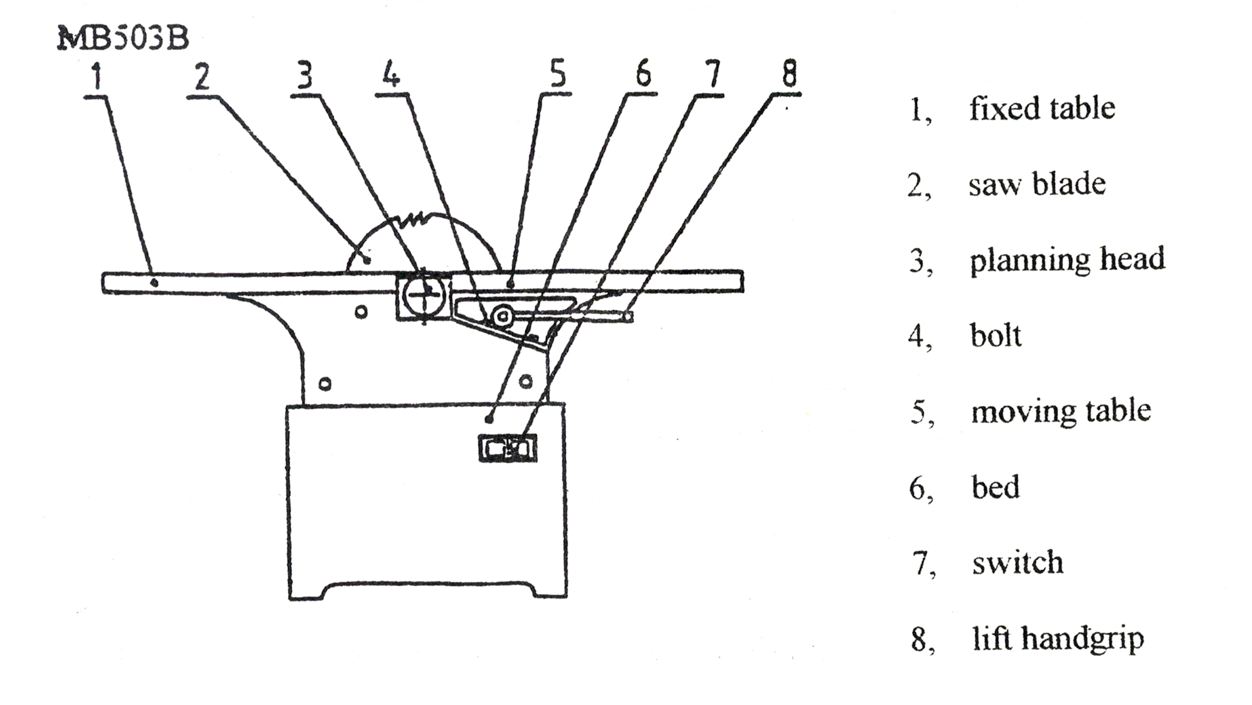 MB503B
1 2 3 4 5 6 7 8
1, fixed table
2, saw blade
3, planning head
4, bolt
5, moving table
6, bed
7, switch
8, lift handgrip